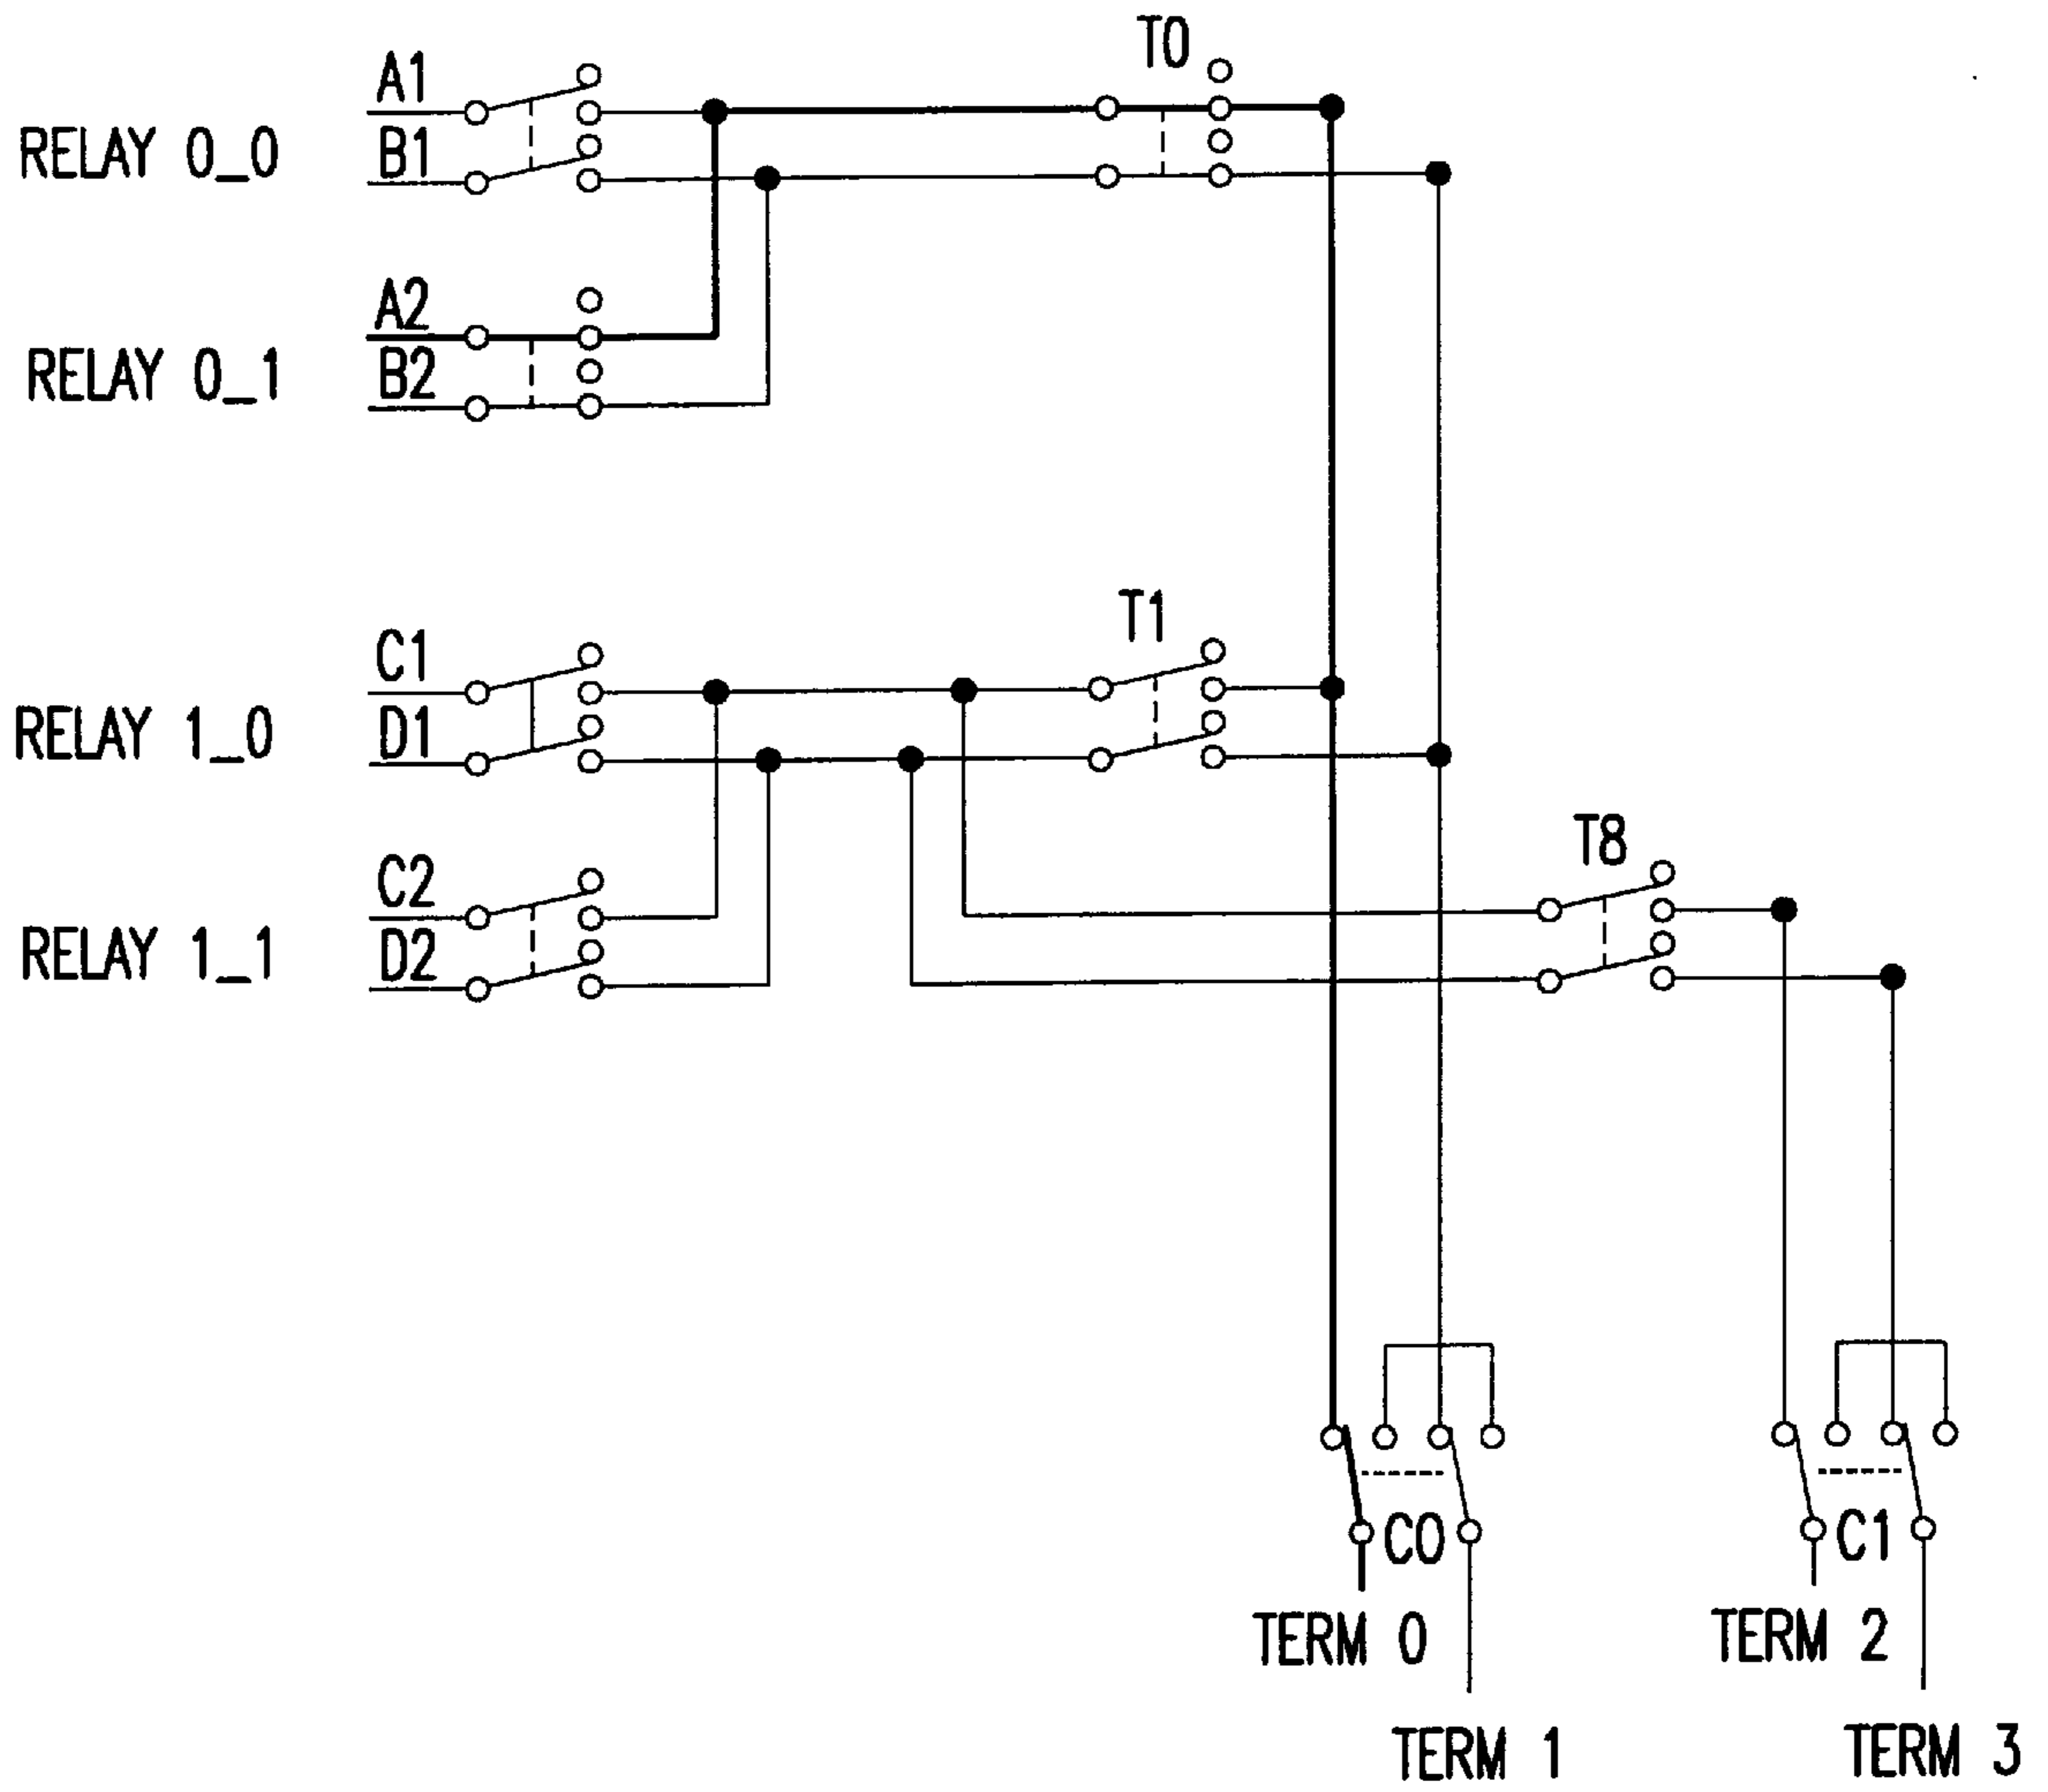 T0
A1
RELAY 0_0
B1
A2
RELAY 0_1
B2
T1
C1
RELAY 1_0
D1
T8
C2
RELAY 1_1
D2
C0
C1
TERM 0
TERM 2
TERM 1
TERM 3